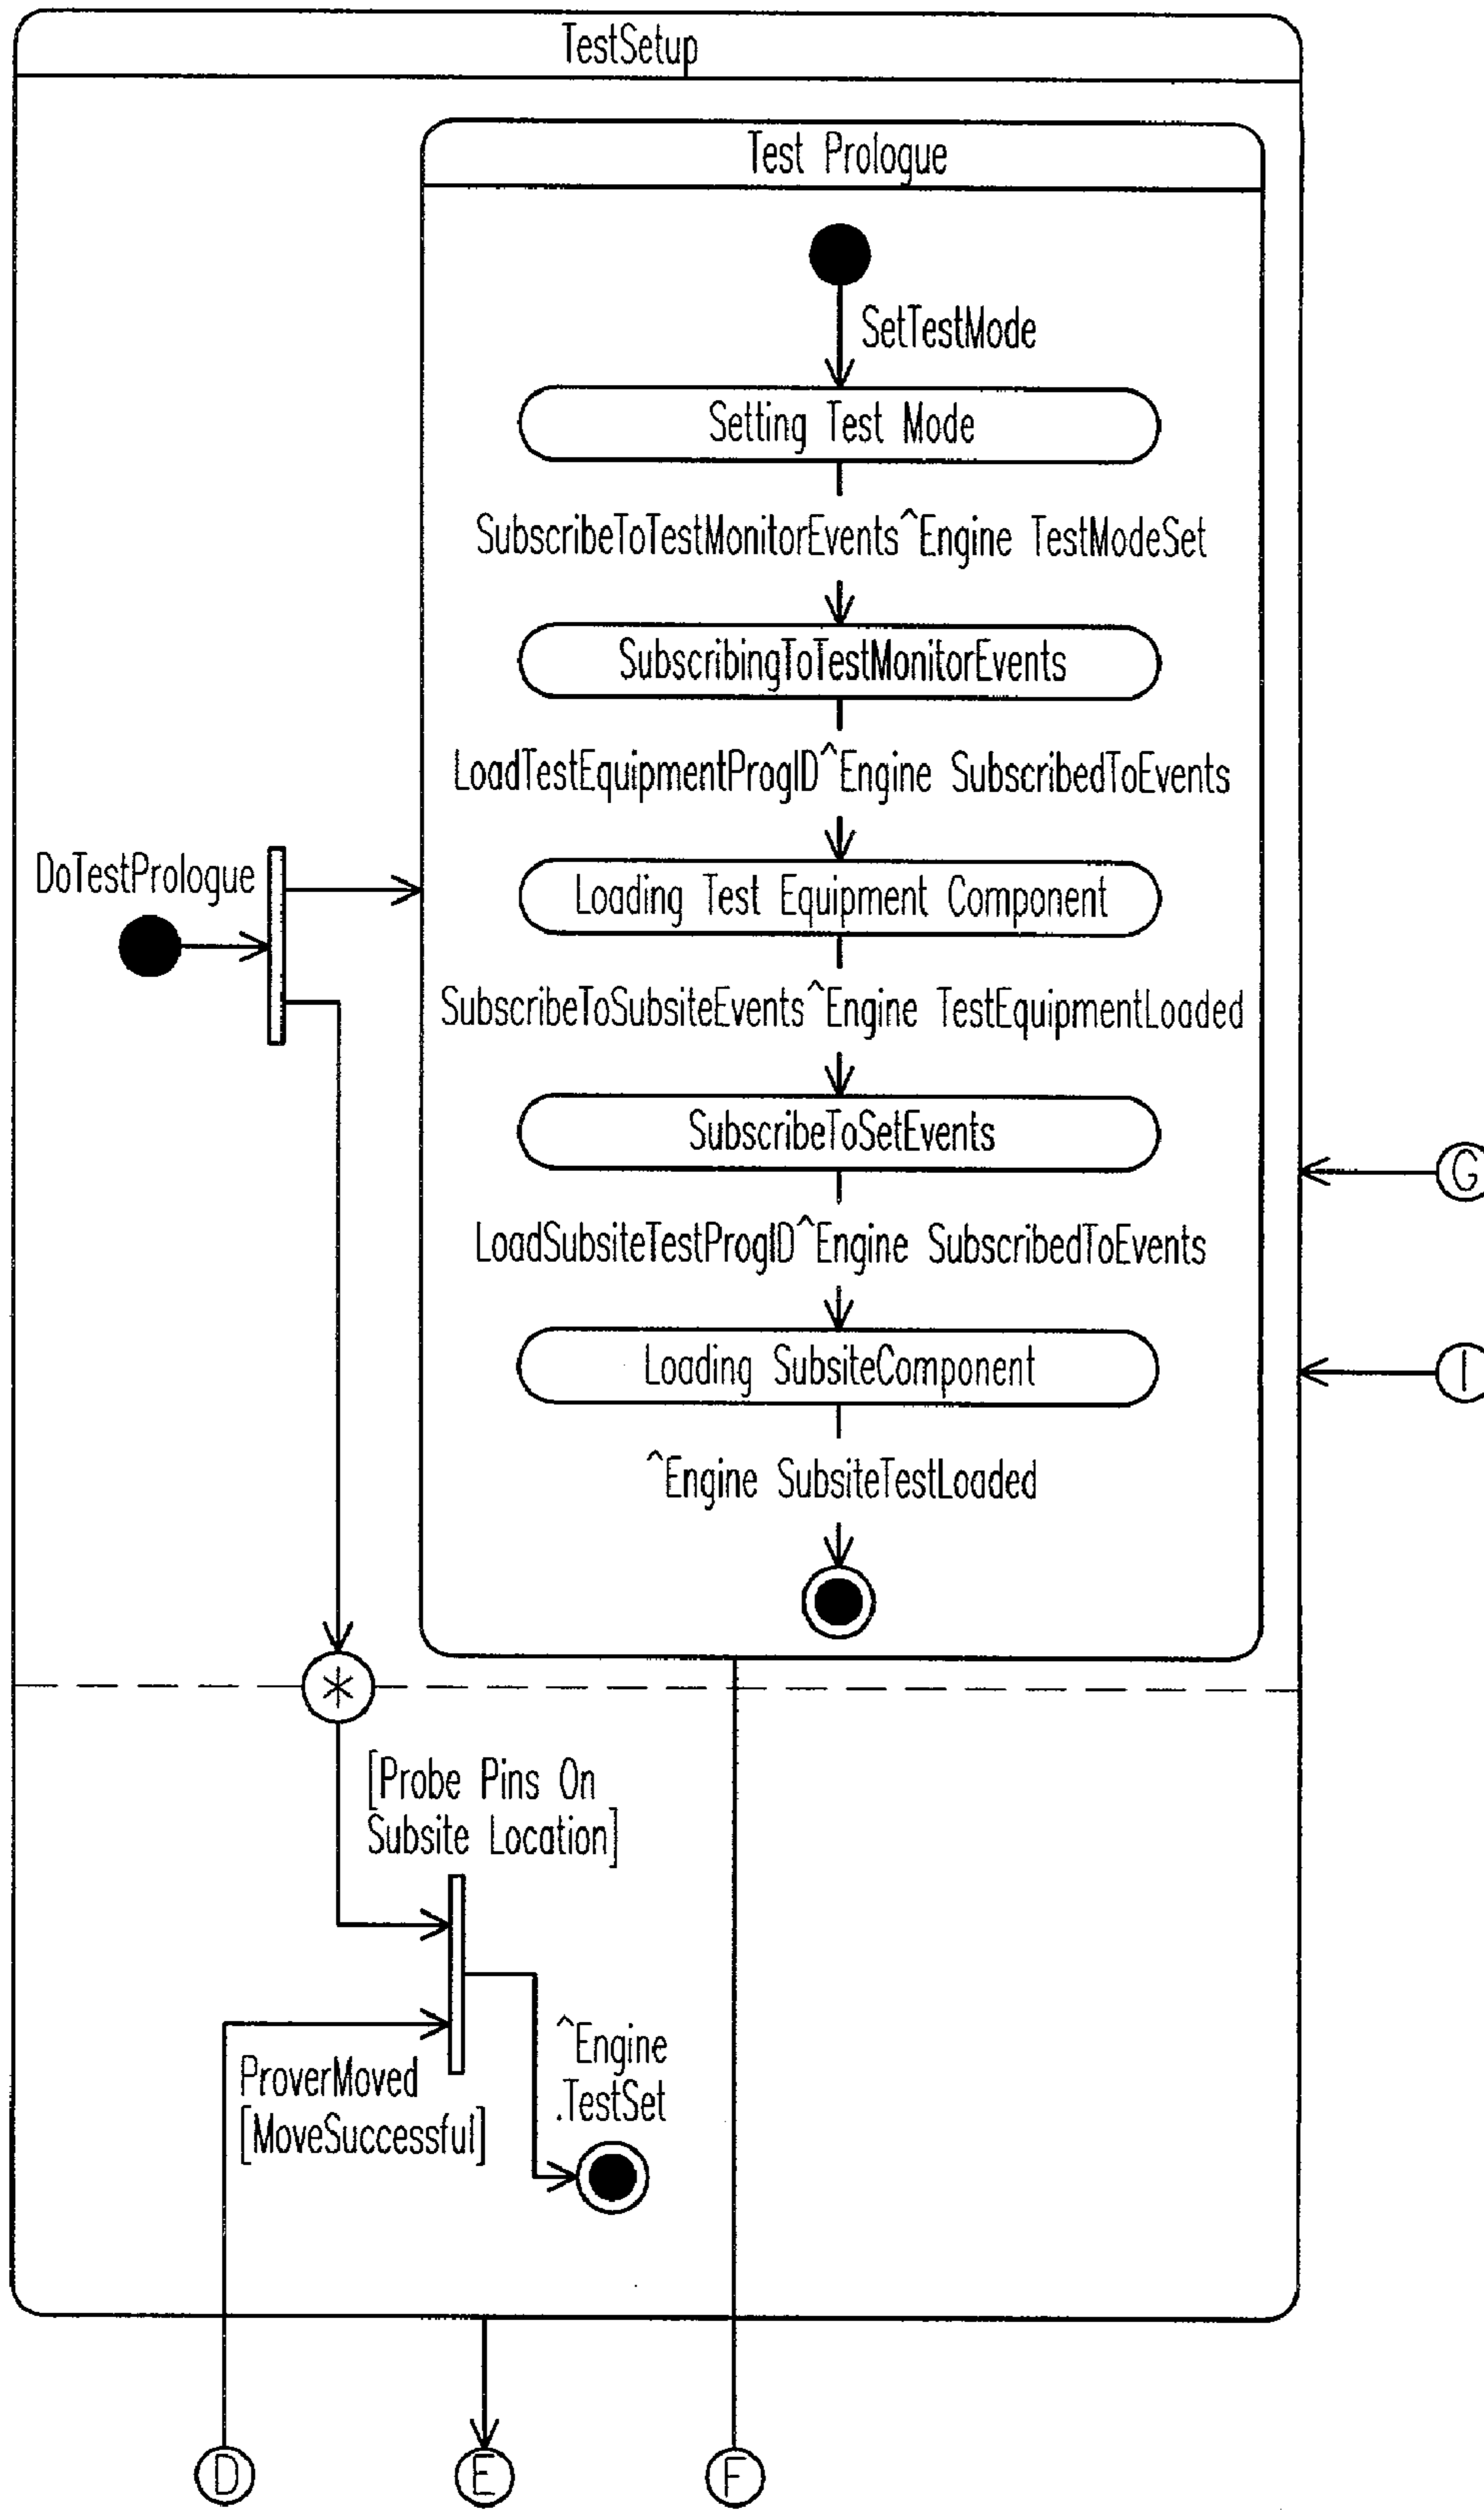 TestSetup
Test Prologue
SetTestMode
Setting Test Mode
SubscribeToTestMonitorEvents^Engine TestModeSet
SubscribingToTestMonitorEvents
LoadTestEquipmentProgID^Engine SubscribedToEvents
DoTestPrologue
Loading Test Equipment Component
SubscribeToSubsiteEvents^Engine TestEquipmentLoaded
SubscribeToSetEvents
G
LoadSubsiteTestProgID^Engine SubscribedToEvents
Loading SubsiteComponent
I
^Engine SubsiteTestLoaded
*
[Probe Pins On
Subsite Location]
^Engine
.TestSet
ProverMoved
[MoveSuccessful]
D
E
F